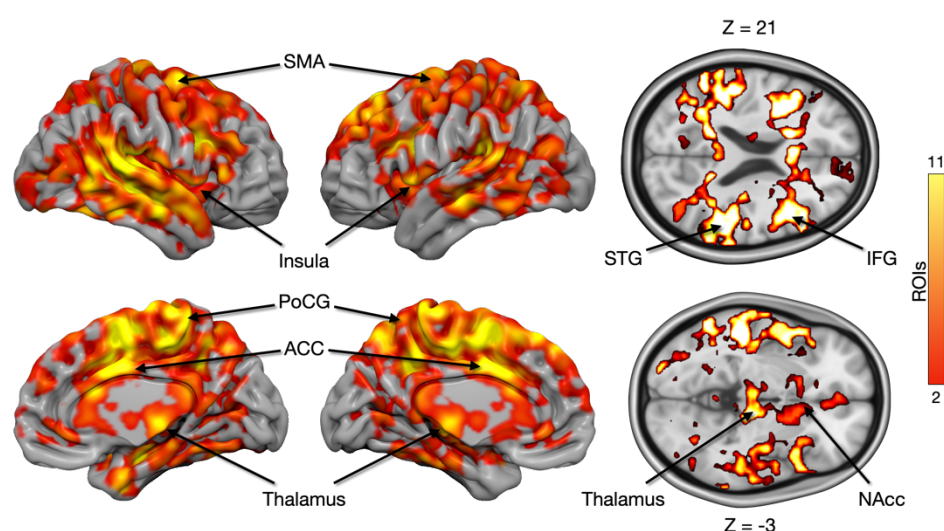 Z = 21
SMA
11
Insula
STG
IFG
ROIs
PoCG
ACC
2
Thalamus
Thalamus
NAcc
Z = -3